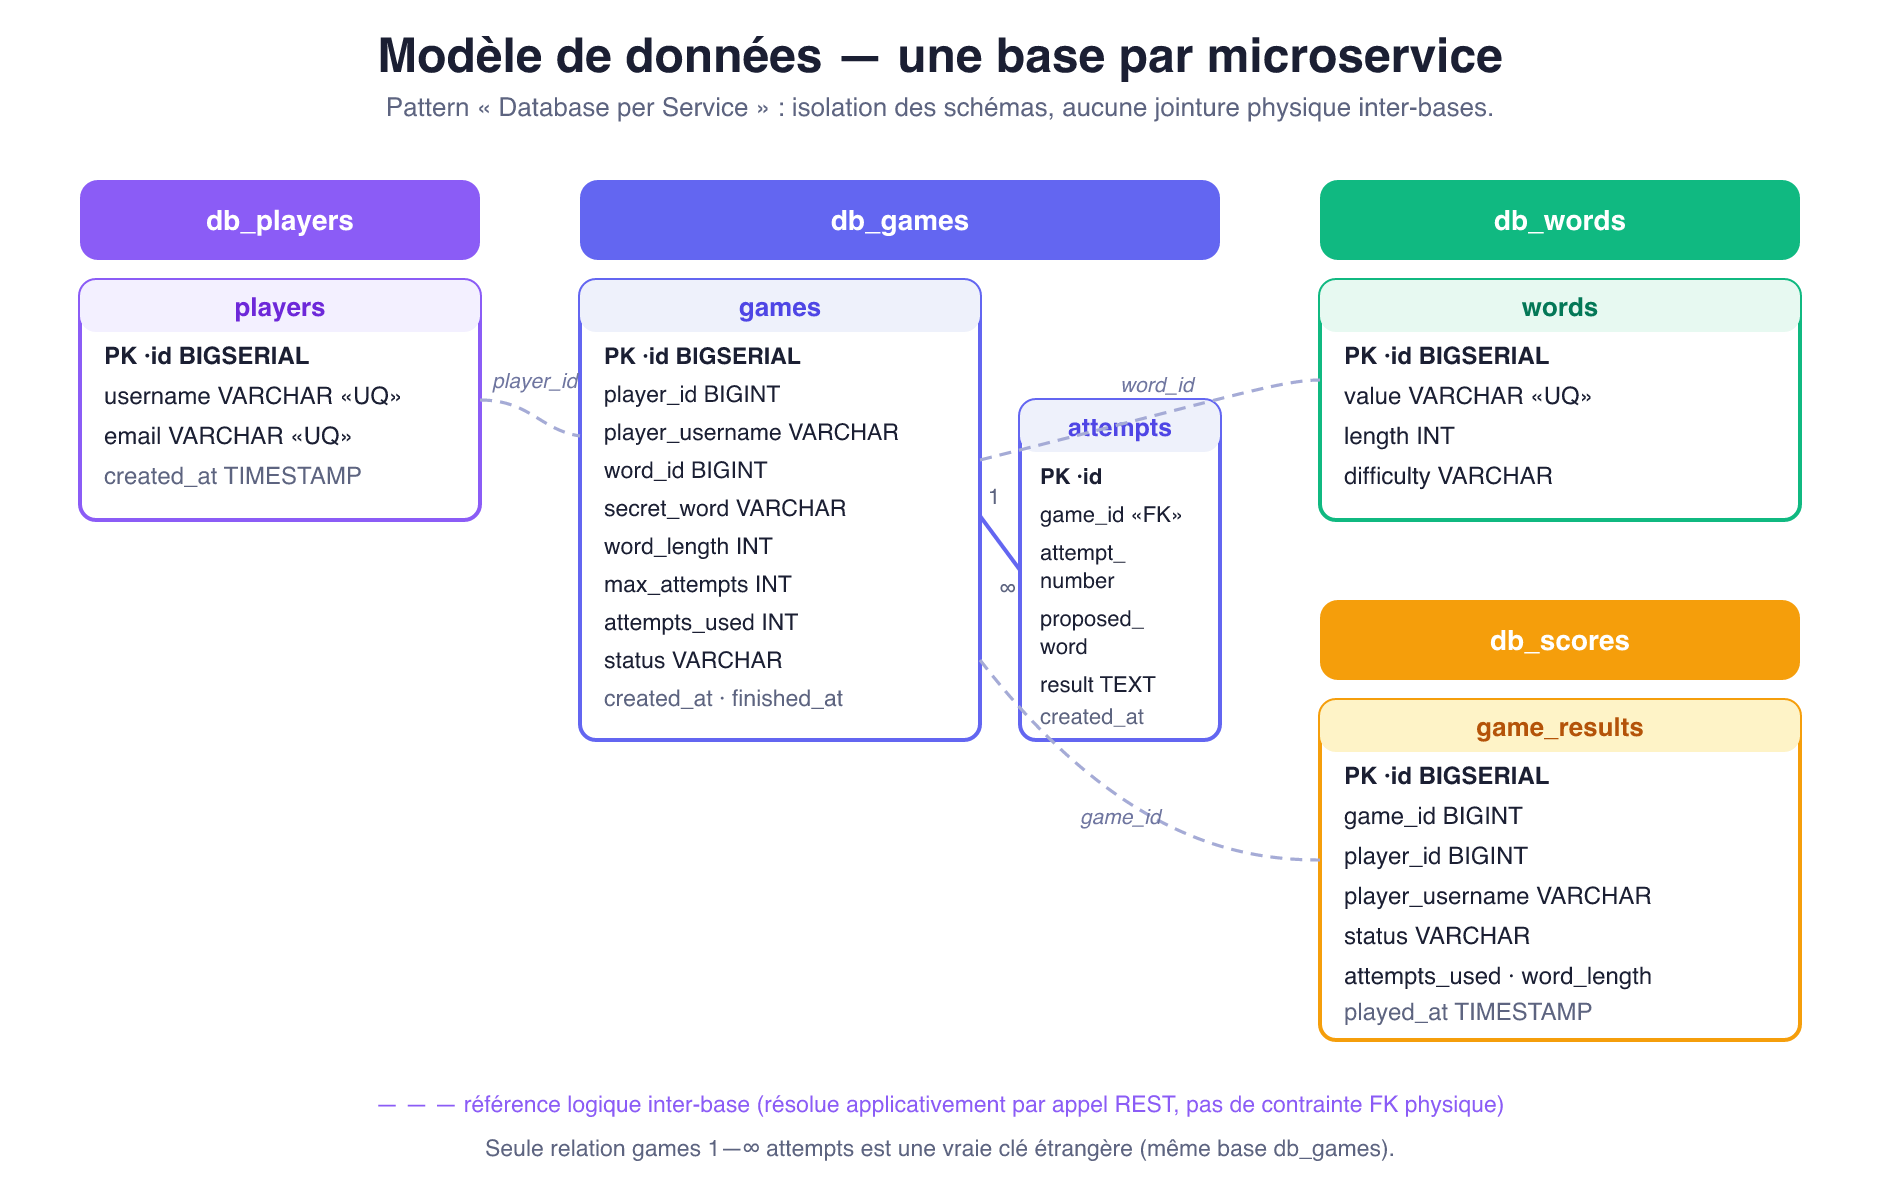 Modèle de données — une base par microservice
Pattern « Database per Service » : isolation des schémas, aucune jointure physique inter-bases.
db_players
players
PK ·id BIGSERIAL
username VARCHAR «UQ»
email VARCHAR «UQ»
created_at TIMESTAMP
player_id
db_games
games
PK ·id BIGSERIAL
player_id BIGINT
player_username VARCHAR
word_id BIGINT
secret_word VARCHAR
word_length INT
max_attempts INT
attempts_used INT
status VARCHAR
created_at · finished_at
1
∞
word_id
attempts
PK ·id
game_id «FK»
attempt_
number
proposed_
word
result TEXT
created_at
game_id
db_words
words
PK ·id BIGSERIAL
value VARCHAR «UQ»
length INT
difficulty VARCHAR
db_scores
game_results
PK ·id BIGSERIAL
game_id BIGINT
player_id BIGINT
player_username VARCHAR
status VARCHAR
attempts_used · word_length
played_at TIMESTAMP
— — — référence logique inter-base (résolue applicativement par appel REST, pas de contrainte FK physique)
Seule relation games 1—∞ attempts est une vraie clé étrangère (même base db_games).